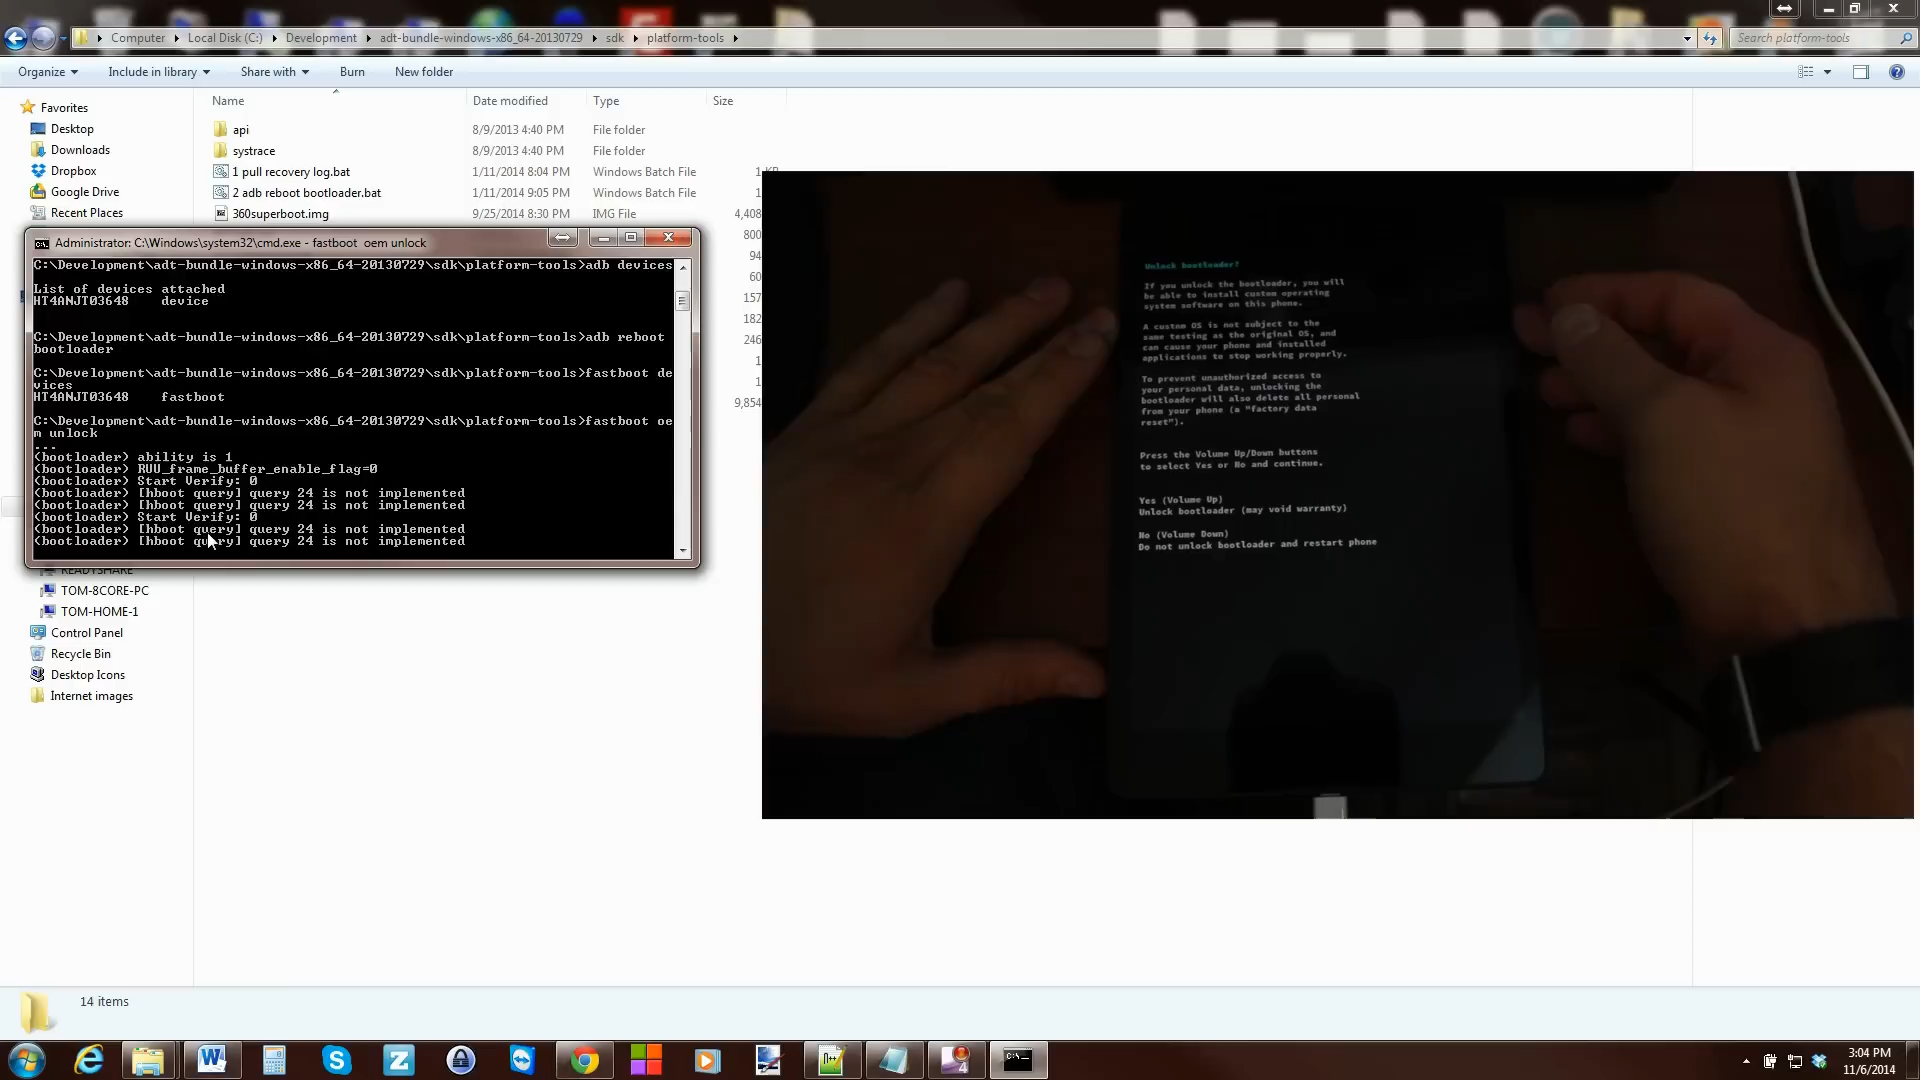 Computer Local Disk (C:) Development adt-bundle-windows-x86_64-20130729 sdk platform-tools
Search platform-tools
Organize Include in library Share with Burn New folder
Name Date modified Type Size
Favorites
Desktop
Downloads
Dropbox
Google Drive
Recent Places
api 8/9/2013 4:40 PM File folder
systrace 8/9/2013 4:40 PM File folder
1 pull recovery log.bat 1/11/2014 8:04 PM Windows Batch File 1 KB
2 adb reboot bootloader.bat 1/11/2014 9:05 PM Windows Batch File 1
360superboot.img 9/25/2014 8:30 PM IMG File 4,408
800
94
60
157
182
246
1
1
9,854
Administrator: C:\Windows\system32\cmd.exe - fastboot oem unlock
C:\Development\adt-bundle-windows-x86_64-20130729\sdk\platform-tools>adb devices
List of devices attached
HT4ANJT03648 device
C:\Development\adt-bundle-windows-x86_64-20130729\sdk\platform-tools>adb reboot
bootloader
C:\Development\adt-bundle-windows-x86_64-20130729\sdk\platform-tools>fastboot de
vices
HT4ANJT03648 fastboot
C:\Development\adt-bundle-windows-x86_64-20130729\sdk\platform-tools>fastboot oe
m unlock
...
(bootloader) ability is 1
(bootloader) RUU_frame_buffer_enable_flag=0
(bootloader) Start Verify: 0
(bootloader) [hboot query] query 24 is not implemented
(bootloader) [hboot query] query 24 is not implemented
(bootloader) Start Verify: 0
(bootloader) [hboot query] query 24 is not implemented
(bootloader) [hboot query] query 24 is not implemented
READYSHARE
TOM-8CORE-PC
TOM-HOME-1
Control Panel
Recycle Bin
Desktop Icons
Internet images
Unlock bootloader?
If you unlock the bootloader, you will
be able to install custom operating
system software on this phone.
A custom OS is not subject to the
same testing as the original OS, and
can cause your phone and installed
applications to stop working properly.
To prevent unauthorized access to
your personal data, unlocking the
bootloader will also delete all personal
from your phone (a "factory data
reset").
Press the Volume Up/Down buttons
to select Yes or No and continue.
Yes (Volume Up)
Unlock bootloader (may void warranty)
No (Volume Down)
Do not unlock bootloader and restart phone
14 items
3:04 PM
11/6/2014